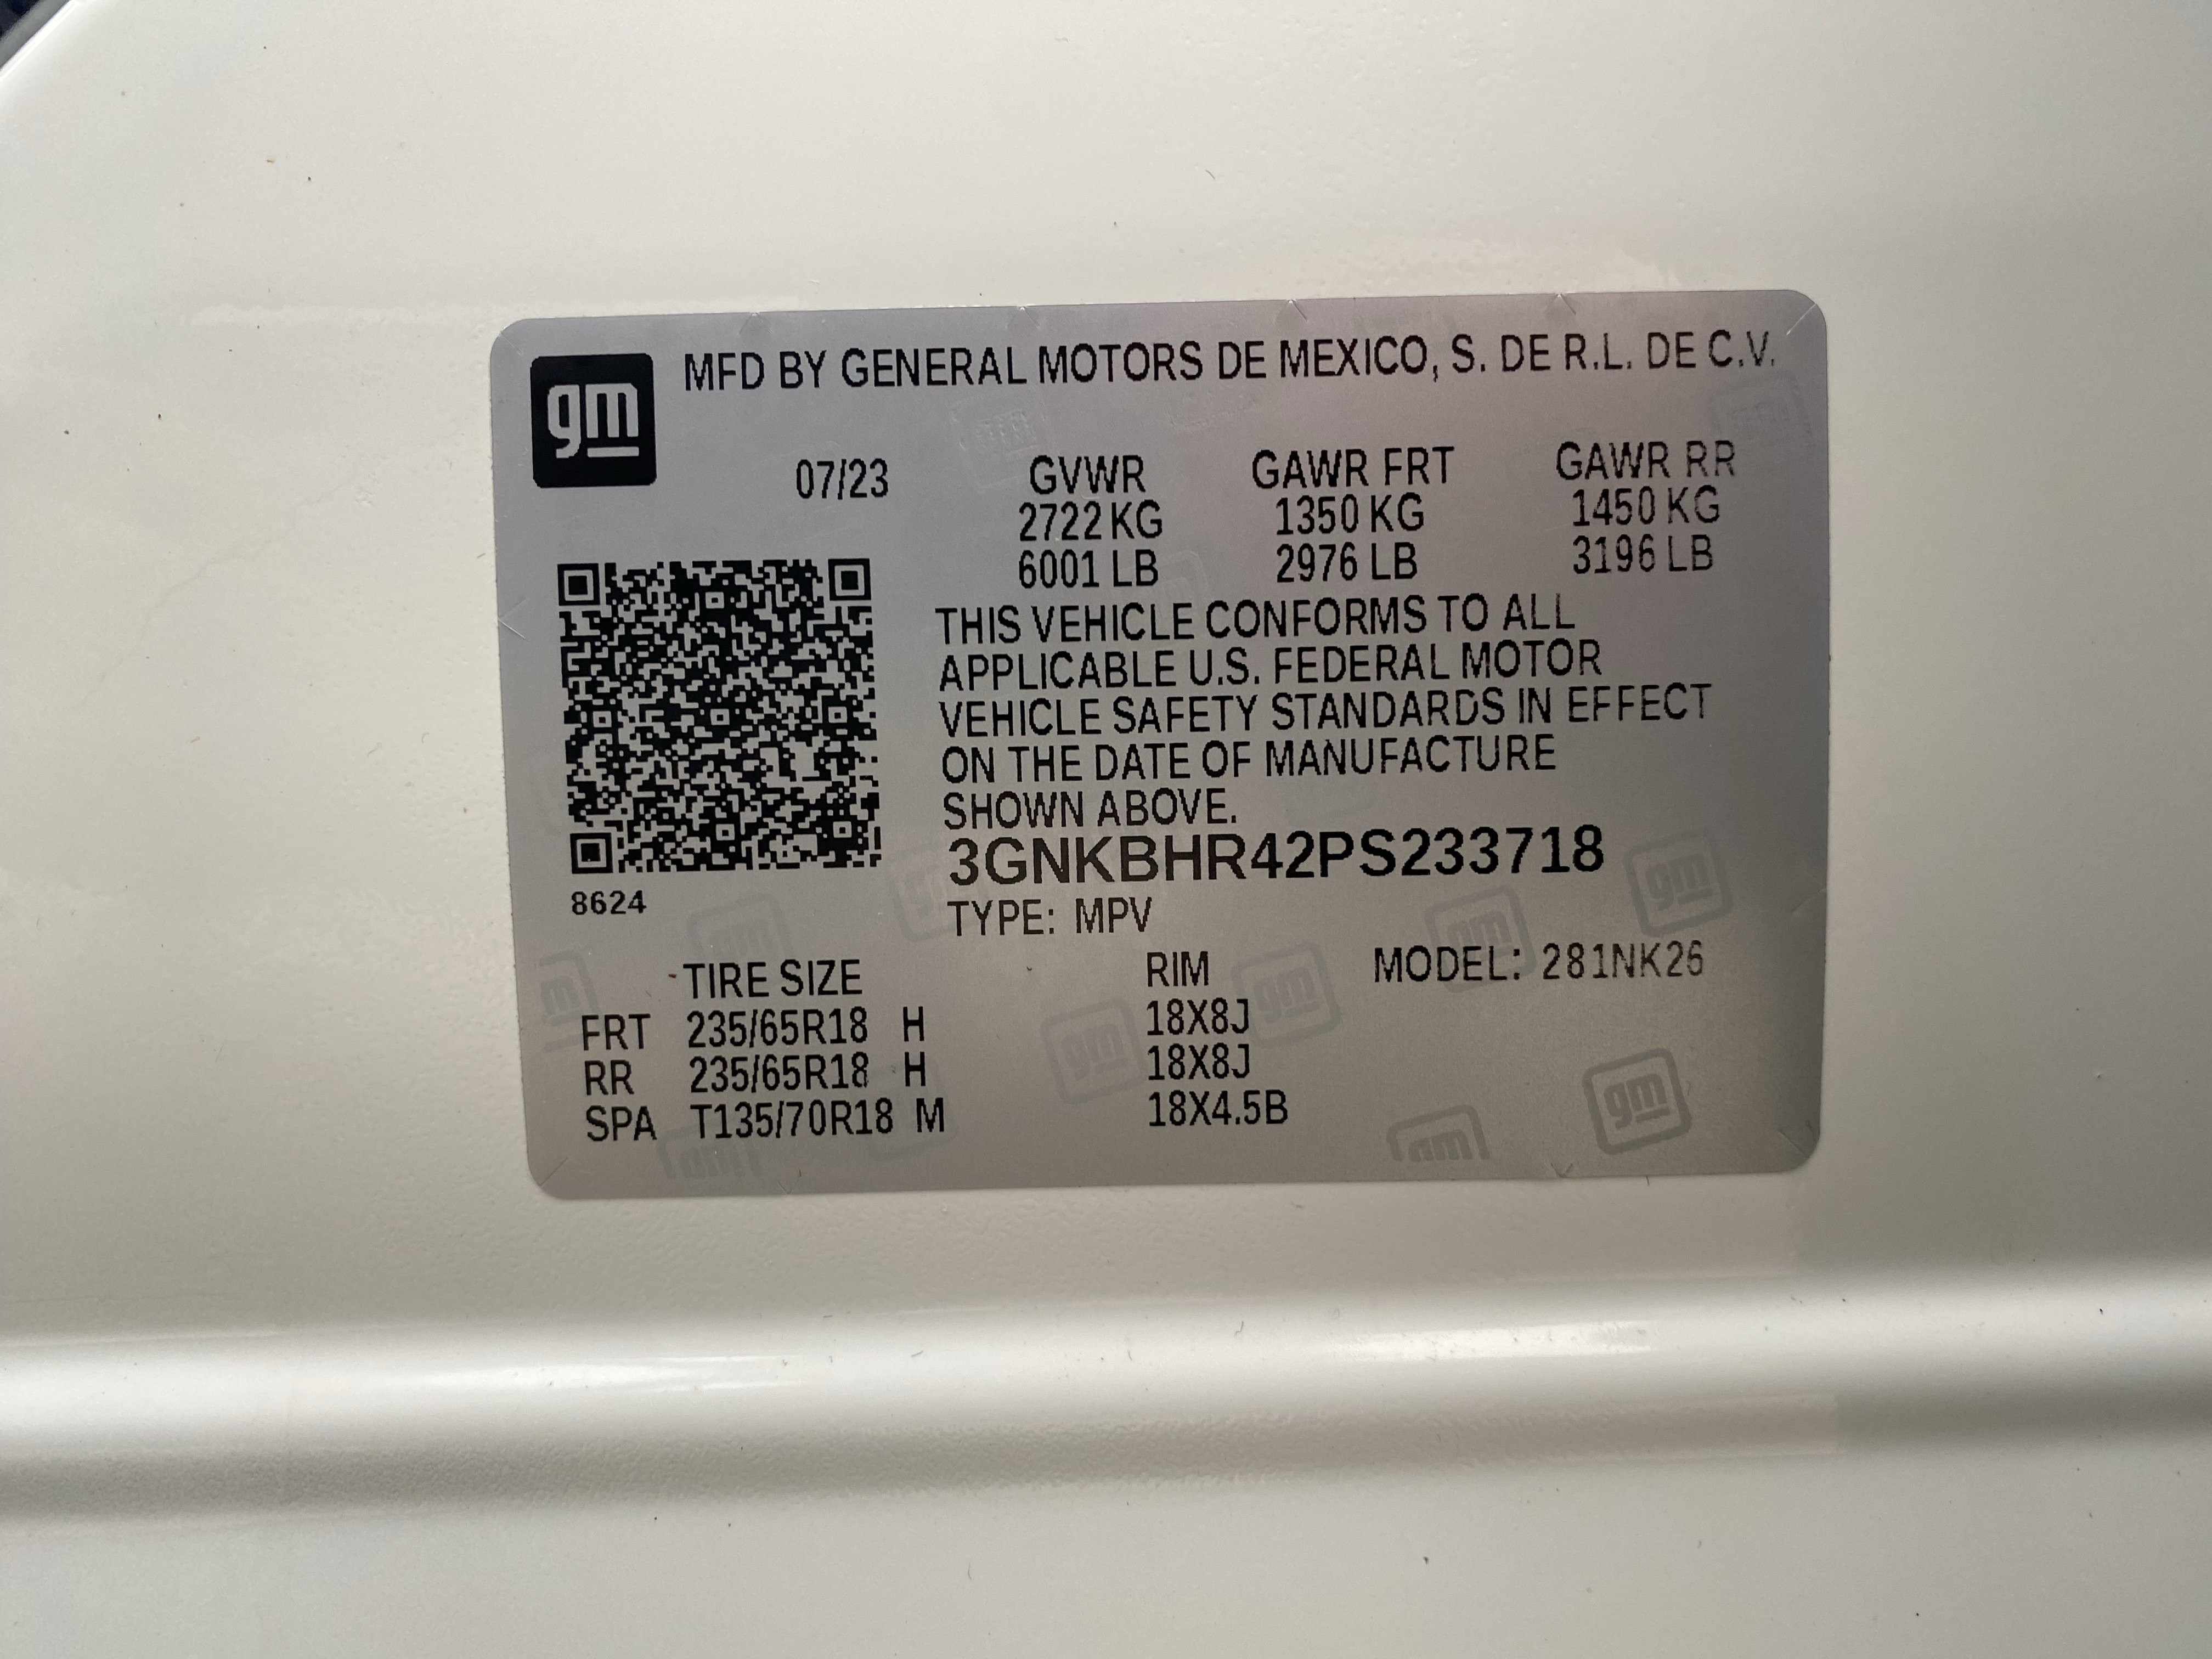 gm
MFD BY GENERAL MOTORS DE MEXICO, S. DE R.L. DE C.V.
07/23 GVWR GAWR FRT GAWR RR
2722 KG 1350 KG 1450 KG
6001 LB 2976 LB 3196 LB
THIS VEHICLE CONFORMS TO ALL
APPLICABLE U.S. FEDERAL MOTOR
VEHICLE SAFETY STANDARDS IN EFFECT
ON THE DATE OF MANUFACTURE
SHOWN ABOVE.
3GNKBHR42PS233718
8624
TYPE: MPV
TIRE SIZE RIM MODEL: 281NK26
FRT 235/65R18 H 18X8J
RR 235/65R18 H 18X8J
SPA T135/70R18 M 18X4.5B